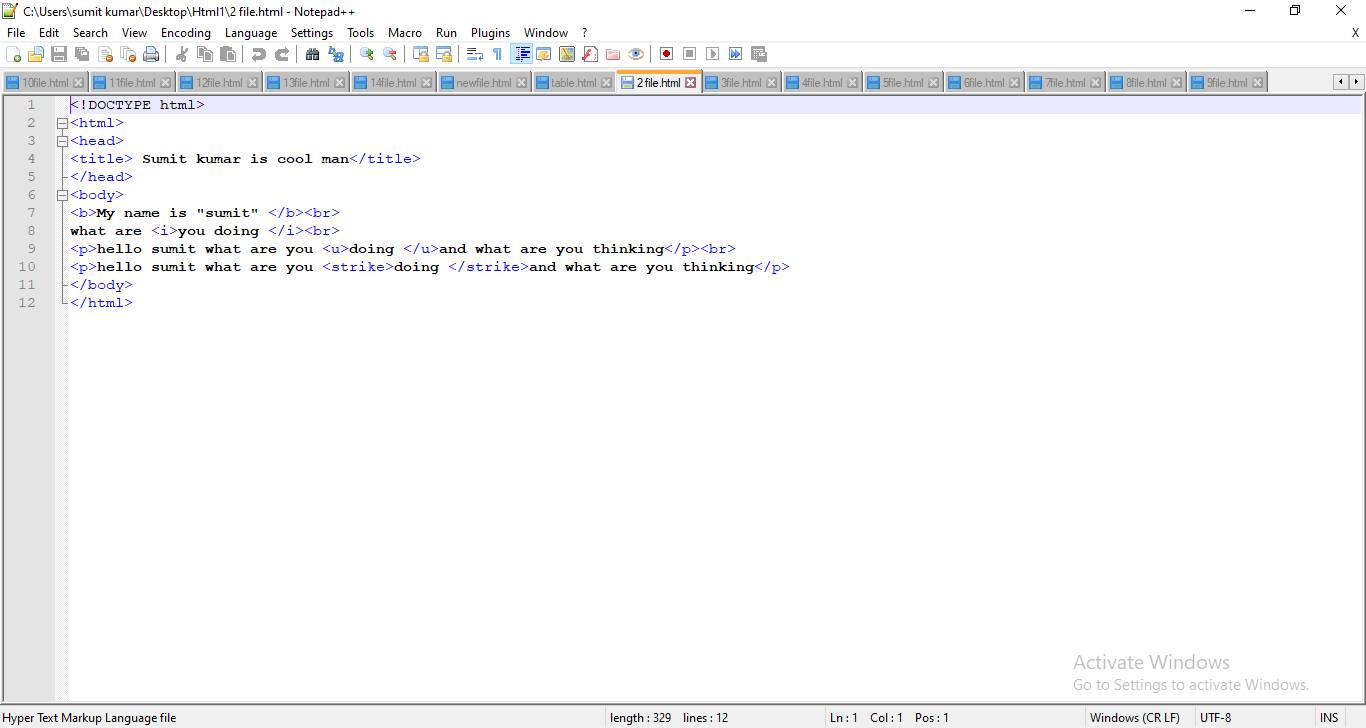 C:\Users\sumit kumar\Desktop\Html1\2 file.html - Notepad++
File Edit Search View Encoding Language Settings Tools Macro Run Plugins Window ? X
10file.html 11file.html 12file.html 13file.html 14file.html newfile.html table.html 2 file.html 3file.html 4file.html 5file.html 6file.html 7file.html 8file.html 9file.html
1 <!DOCTYPE html>
2 <html>
3 <head>
4 <title> Sumit kumar is cool man</title>
5 </head>
6 <body>
7 <b>My name is "sumit" </b><br>
8 what are <i>you doing </i><br>
9 <p>hello sumit what are you <u>doing </u>and what are you thinking</p><br>
10 <p>hello sumit what are you <strike>doing </strike>and what are you thinking</p>
11 </body>
12 </html>
Activate Windows
Go to Settings to activate Windows.
Hyper Text Markup Language file length : 329 lines : 12 Ln : 1 Col : 1 Pos : 1 Windows (CR LF) UTF-8 INS